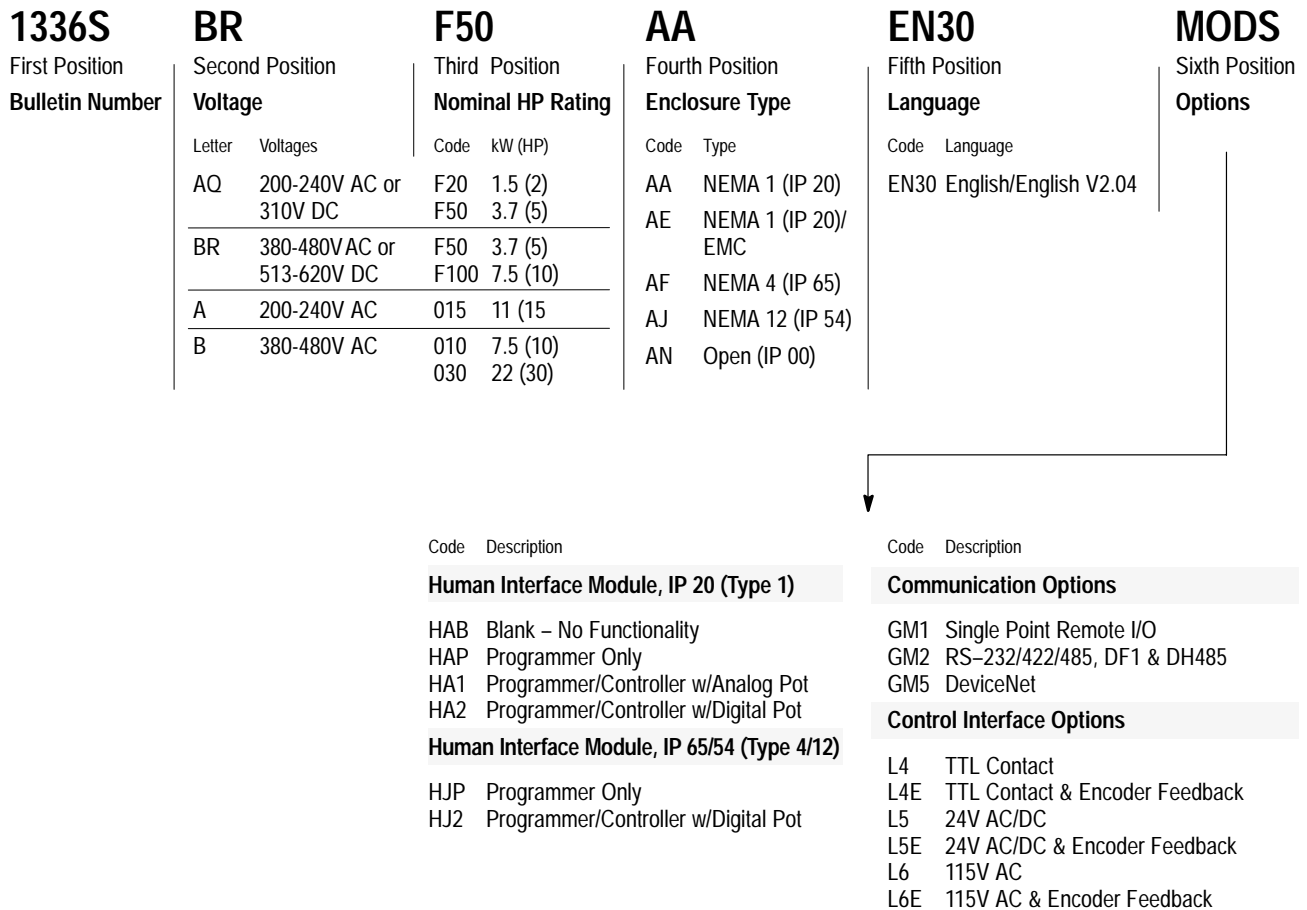 1336S BR F50 AA EN30 MODS
First Position Second Position Third Position Fourth Position Fifth Position Sixth Position
Bulletin Number Voltage Nominal HP Rating Enclosure Type Language Options
Letter Voltages Code kW (HP) Code Type Code Language
AQ 200-240V AC or F20 1.5 (2) AA NEMA 1 (IP 20) EN30 English/English V2.04
310V DC F50 3.7 (5) AE NEMA 1 (IP 20)/
BR 380-480V AC or F50 3.7 (5) EMC
513-620V DC F100 7.5 (10) AF NEMA 4 (IP 65)
A 200-240V AC 015 11 (15 AJ NEMA 12 (IP 54)
B 380-480V AC 010 7.5 (10) AN Open (IP 00)
030 22 (30)
Code Description
Human Interface Module, IP 20 (Type 1)
HAB Blank – No Functionality
HAP Programmer Only
HA1 Programmer/Controller w/Analog Pot
HA2 Programmer/Controller w/Digital Pot
Human Interface Module, IP 65/54 (Type 4/12)
HJP Programmer Only
HJ2 Programmer/Controller w/Digital Pot
Code Description
Communication Options
GM1 Single Point Remote I/O
GM2 RS–232/422/485, DF1 & DH485
GM5 DeviceNet
Control Interface Options
L4 TTL Contact
L4E TTL Contact & Encoder Feedback
L5 24V AC/DC
L5E 24V AC/DC & Encoder Feedback
L6 115V AC
L6E 115V AC & Encoder Feedback